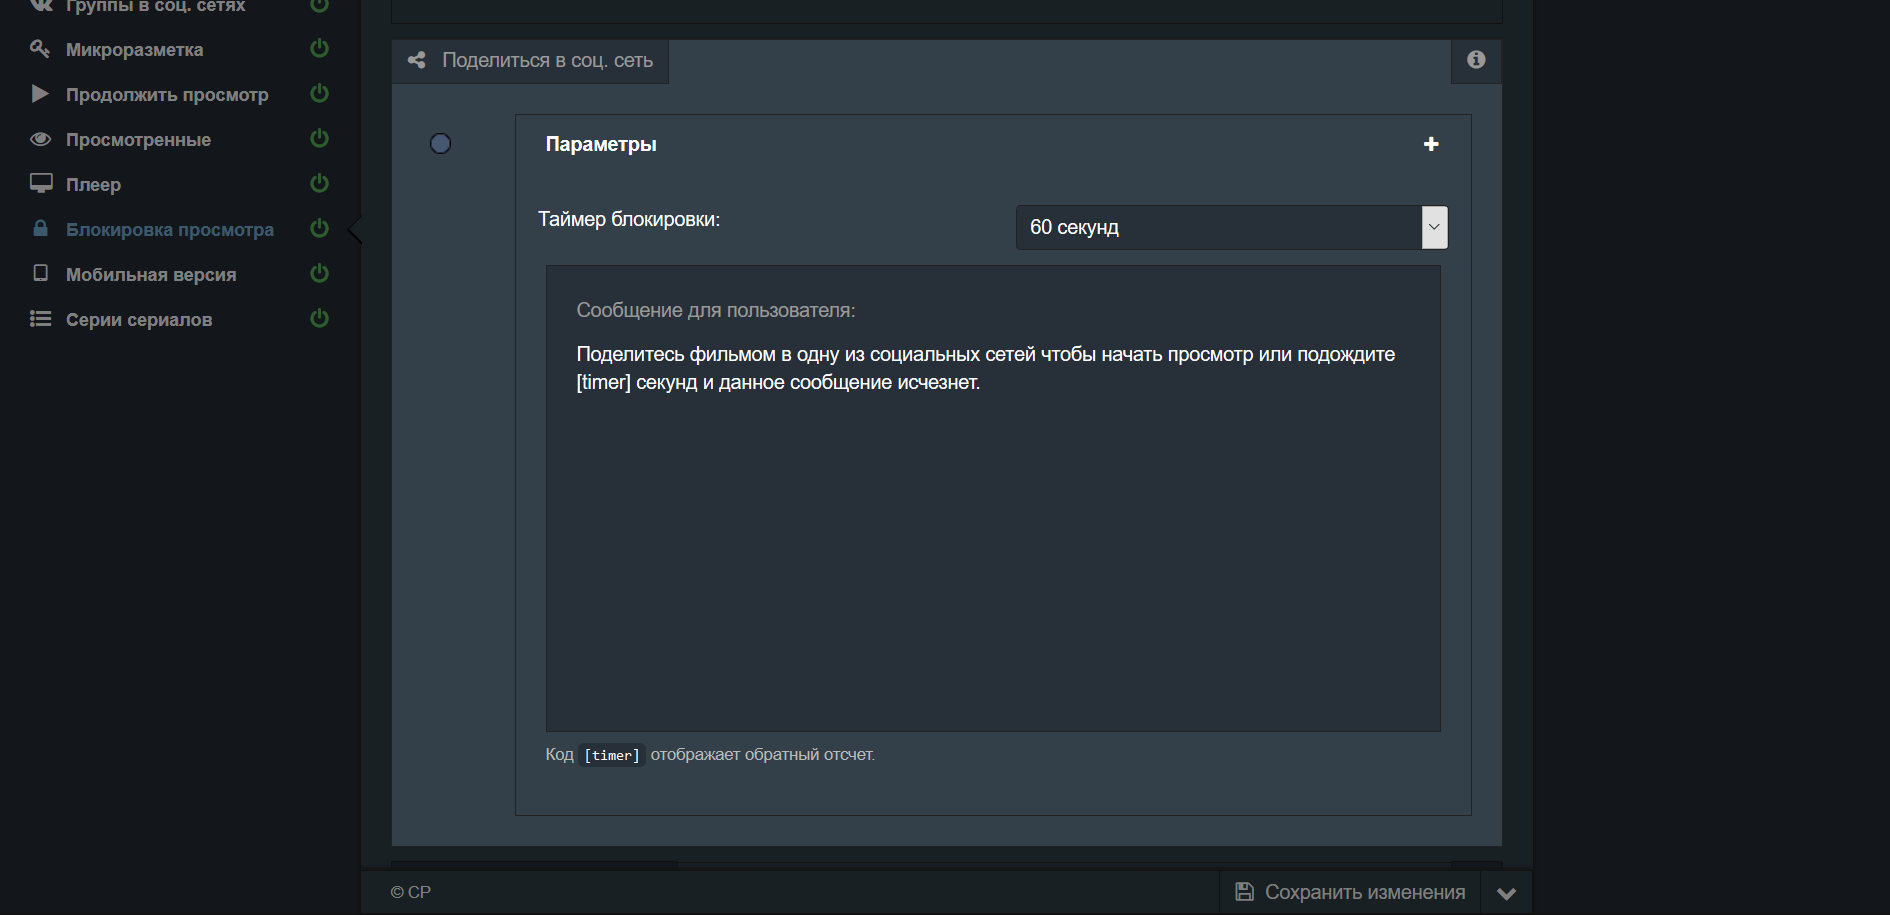 Группы в соц. сетях
Микроразметка
Продолжить просмотр
Просмотренные
Плеер
Блокировка просмотра
Мобильная версия
Серии сериалов
Поделиться в соц. сеть
Параметры
Таймер блокировки:
60 секунд
Сообщение для пользователя:
Поделитесь фильмом в одну из социальных сетей чтобы начать просмотр или подождите
[timer] секунд и данное сообщение исчезнет.
Код [timer] отображает обратный отсчет.
© CP
Сохранить изменения